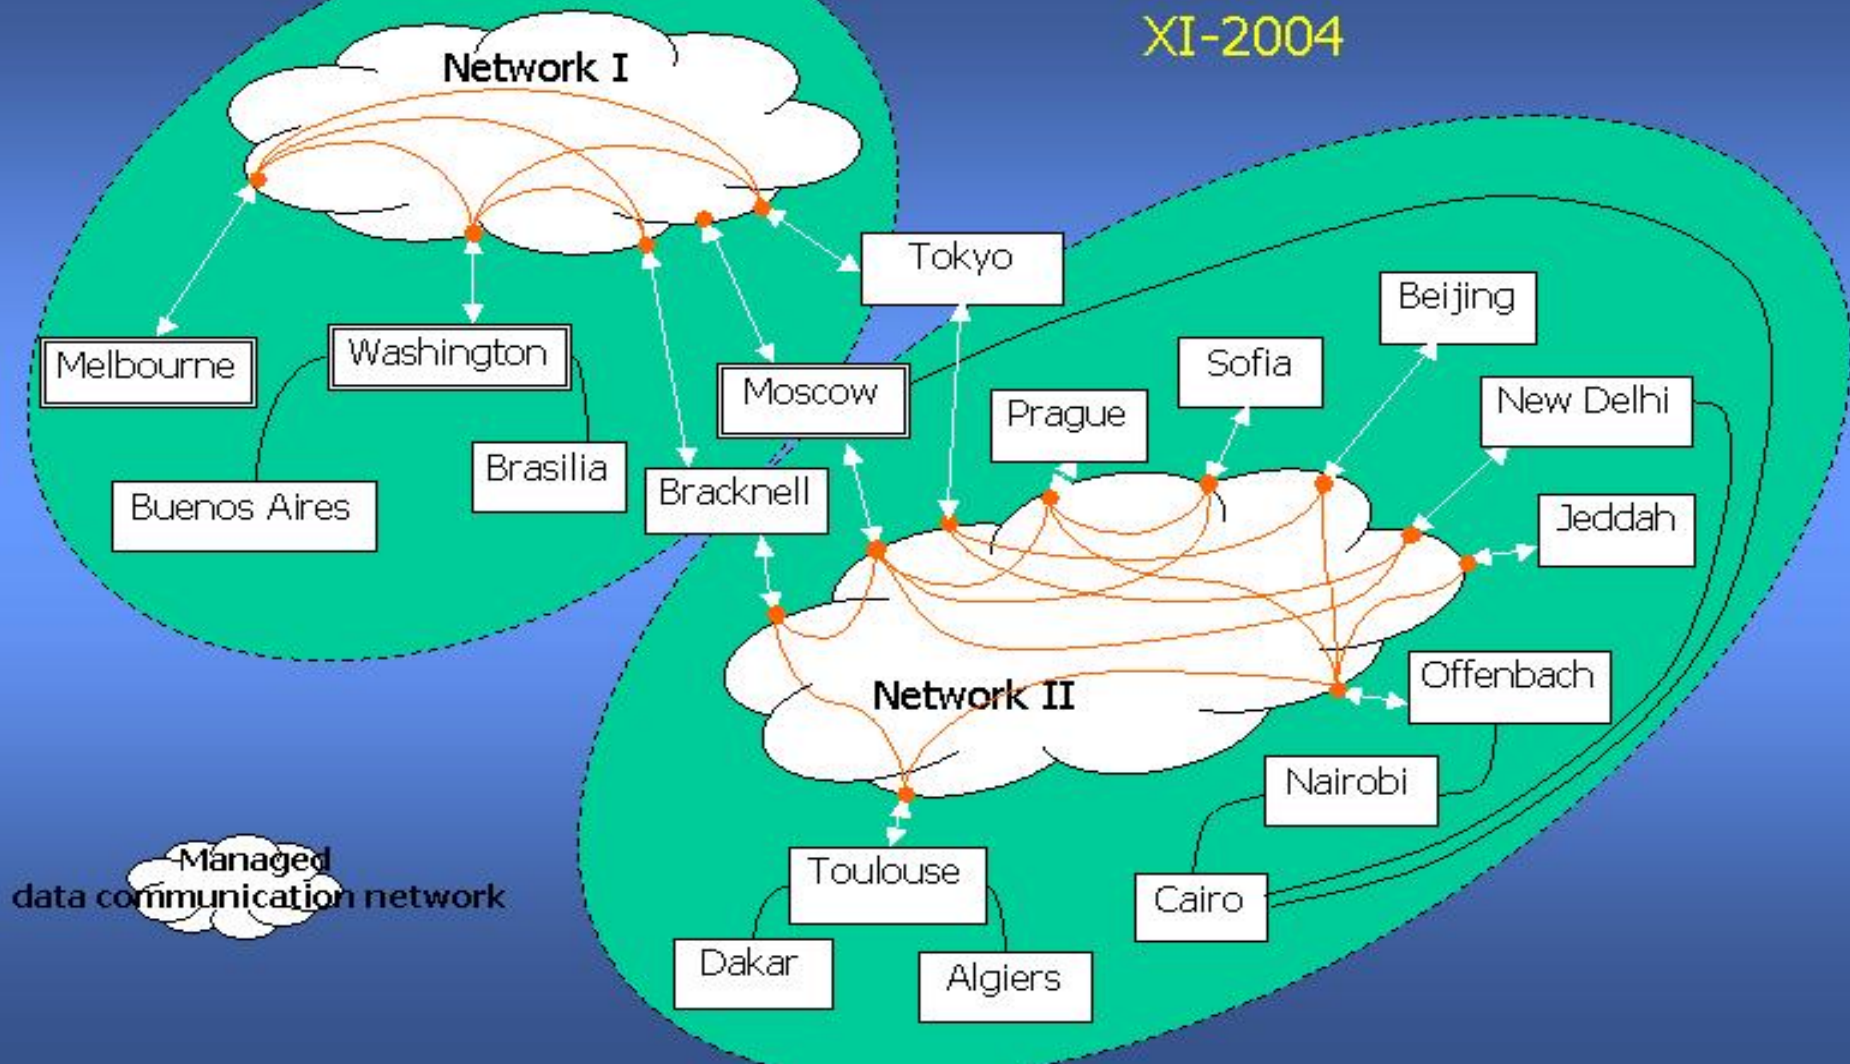 XI-2004
Network I
Tokyo
Beijing
Sofia
Melbourne
Washington
Moscow
New Delhi
Prague
Brasilia
Bracknell
Buenos Aires
Jeddah
Network II
Offenbach
Nairobi
Managed
data communication network
Toulouse
Cairo
Dakar
Algiers